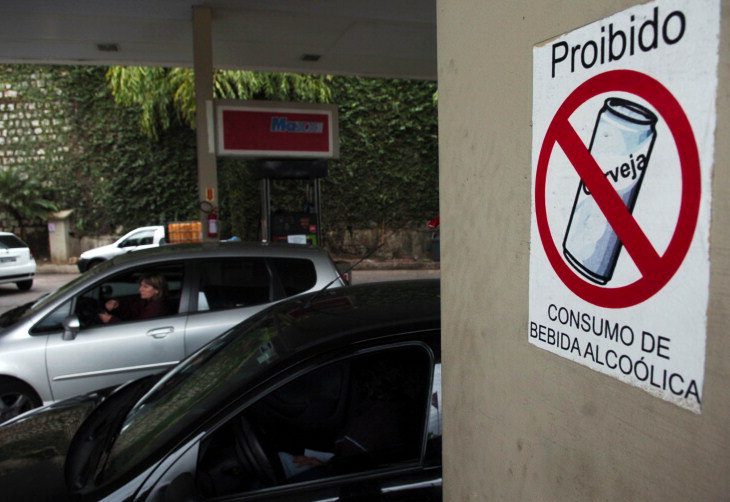 Proibido
Cerveja
CONSUMO DE
BEBIDA ALCOÓLICA